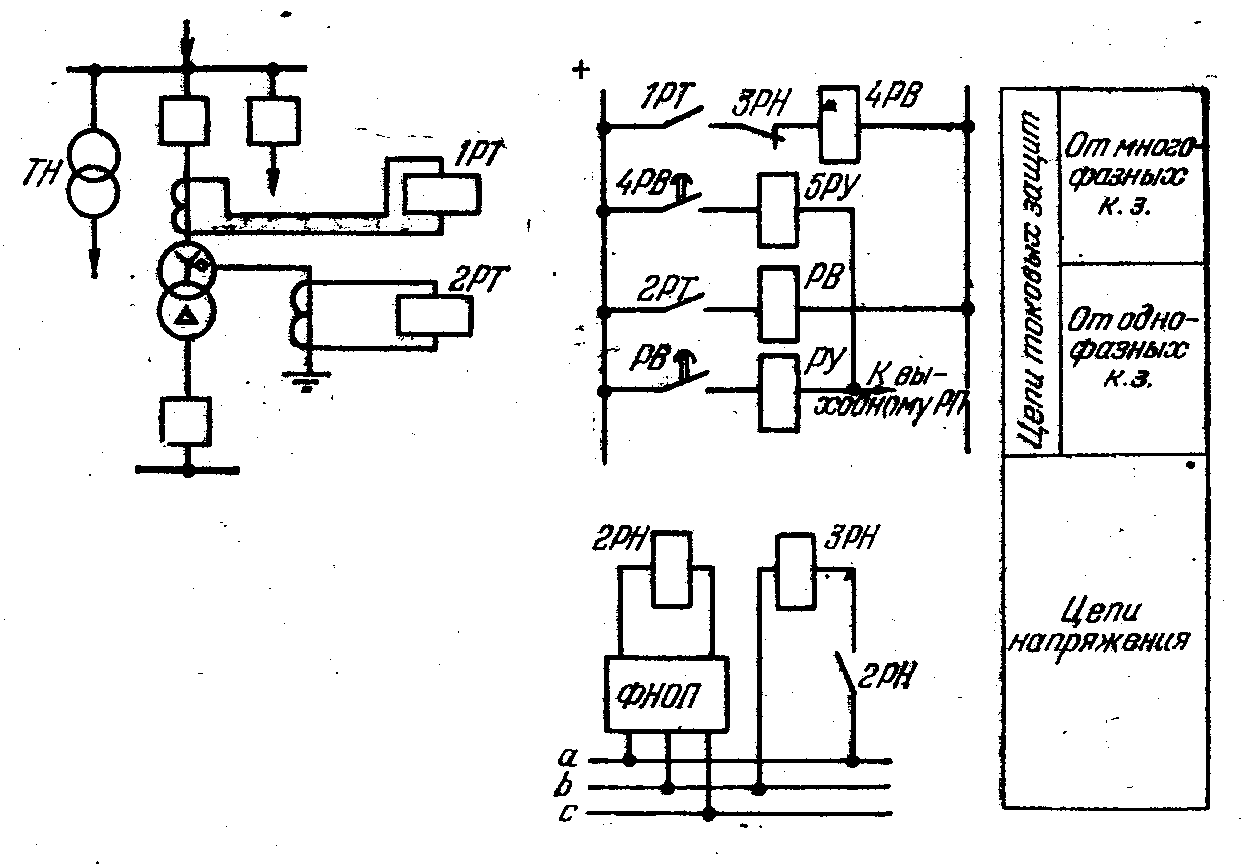 ТН
1РТ
2РТ
+
1РТ
3РН
4РВ
4РВ
5РУ
2РТ
РВ
РВ
РУ
К вы-
ходному РП
Цепи токовых защит
От много-
фазных
к.з.
От одно-
фазных
к.з.
Цепи
напряжения
2РН
3РН
ФНОП
2РН
a
b
c